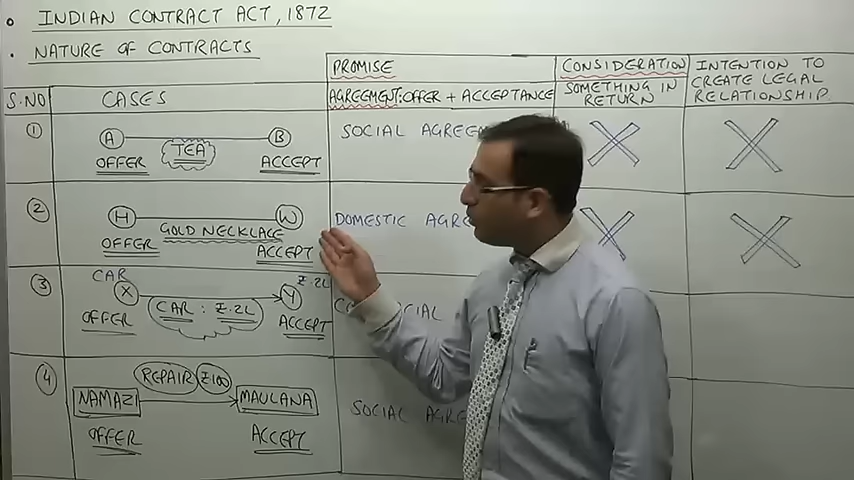 • INDIAN CONTRACT ACT, 1872
• NATURE OF CONTRACTS
S.NO
CASES
PROMISE
AGREEMENT: OFFER + ACCEPTANCE
CONSIDERATION
SOMETHING IN
RETURN
INTENTION TO
CREATE LEGAL
RELATIONSHIP.
①
A
TEA
B
OFFER
ACCEPT
SOCIAL
②
H
GOLD NECKLACE
W
OFFER
ACCEPT
DOMESTIC
③
CAR
X
CAR : ₹.2L
₹.2L
Y
OFFER
ACCEPT
④
REPAIR ₹100
NAMAZI
MAULANA
OFFER
ACCEPT
SOCIAL